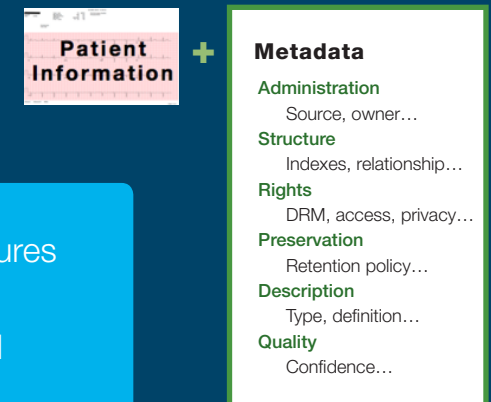 Patient
Information
+
Metadata
Administration
Source, owner…
Structure
Indexes, relationship…
Rights
DRM, access, privacy…
Preservation
Retention policy…
Description
Type, definition…
Quality
Confidence…
ures